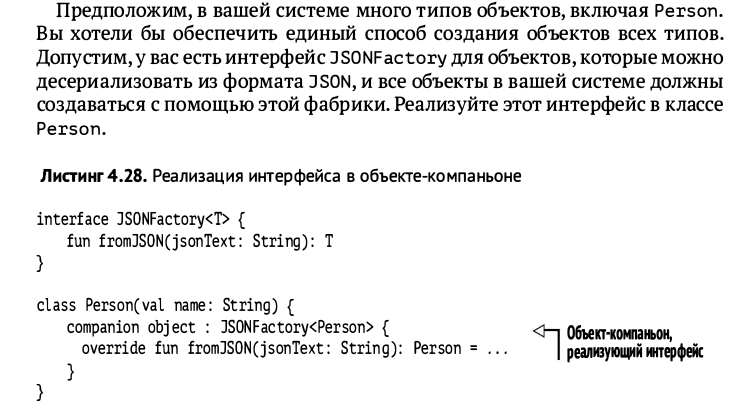 Предположим, в вашей системе много типов объектов, включая Person.
Вы хотели бы обеспечить единый способ создания объектов всех типов.
Допустим, у вас есть интерфейс JSONFactory для объектов, которые можно
десериализовать из формата JSON, и все объекты в вашей системе должны
создаваться с помощью этой фабрики. Реализуйте этот интерфейс в классе
Person.
Листинг 4.28. Реализация интерфейса в объекте-компаньоне
interface JSONFactory<T> {
    fun fromJSON(jsonText: String): T
}
class Person(val name: String) {
    companion object : JSONFactory<Person> {
      override fun fromJSON(jsonText: String): Person = ...
    }
}
Объект-компаньон,
реализующий интерфейс